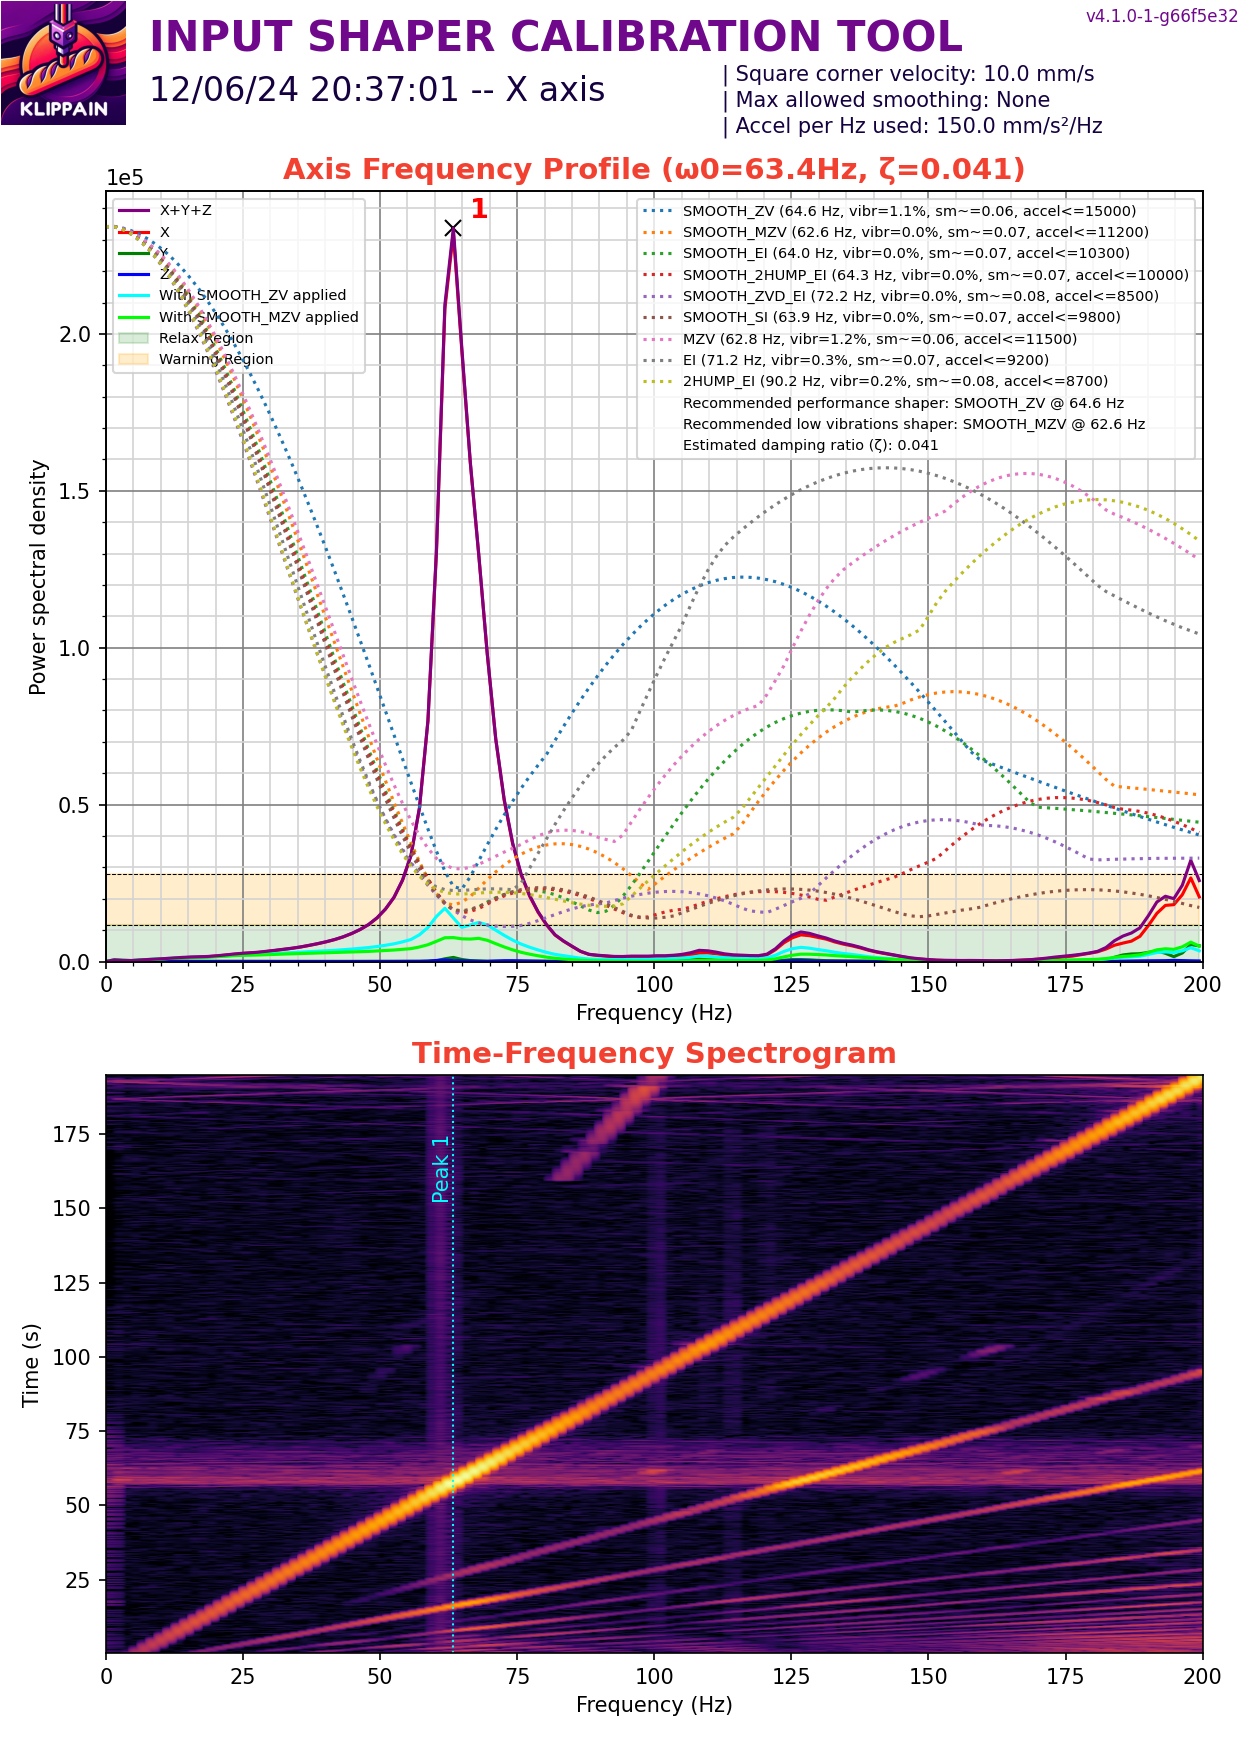 v4.1.0-1-g66f5e32
INPUT SHAPER CALIBRATION TOOL
12/06/24 20:37:01 -- X axis
| Square corner velocity: 10.0 mm/s
| Max allowed smoothing: None
| Accel per Hz used: 150.0 mm/s²/Hz
KLIPPAIN
Axis Frequency Profile (ω0=63.4Hz, ζ=0.041)
1e5
1
X+Y+Z
X
Y
Z
With SMOOTH_ZV applied
With SMOOTH_MZV applied
Relax Region
Warning Region
SMOOTH_ZV (64.6 Hz, vibr=1.1%, sm~=0.06, accel<=15000)
SMOOTH_MZV (62.6 Hz, vibr=0.0%, sm~=0.07, accel<=11200)
SMOOTH_EI (64.0 Hz, vibr=0.0%, sm~=0.07, accel<=10300)
SMOOTH_2HUMP_EI (64.3 Hz, vibr=0.0%, sm~=0.07, accel<=10000)
SMOOTH_ZVD_EI (72.2 Hz, vibr=0.0%, sm~=0.08, accel<=8500)
SMOOTH_SI (63.9 Hz, vibr=0.0%, sm~=0.07, accel<=9800)
MZV (62.8 Hz, vibr=1.2%, sm~=0.06, accel<=11500)
EI (71.2 Hz, vibr=0.3%, sm~=0.07, accel<=9200)
2HUMP_EI (90.2 Hz, vibr=0.2%, sm~=0.08, accel<=8700)
Recommended performance shaper: SMOOTH_ZV @ 64.6 Hz
Recommended low vibrations shaper: SMOOTH_MZV @ 62.6 Hz
Estimated damping ratio (ζ): 0.041
Power spectral density
2.0
1.5
1.0
0.5
0.0
0 25 50 75 100 125 150 175 200
Frequency (Hz)
Time-Frequency Spectrogram
Peak 1
Time (s)
175
150
125
100
75
50
25
0 25 50 75 100 125 150 175 200
Frequency (Hz)